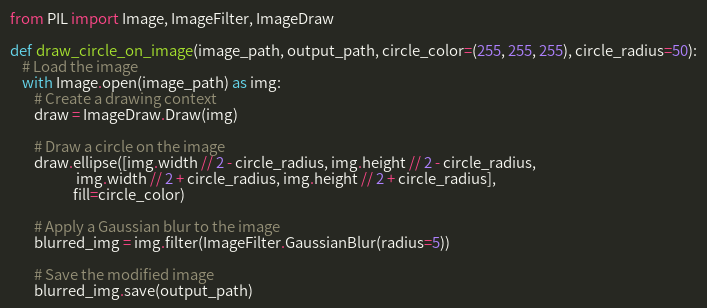 from PIL import Image, ImageFilter, ImageDraw
def draw_circle_on_image(image_path, output_path, circle_color=(255, 255, 255), circle_radius=50):
# Load the image
with Image.open(image_path) as img:
# Create a drawing context
draw = ImageDraw.Draw(img)
# Draw a circle on the image
draw.ellipse([img.width // 2 - circle_radius, img.height // 2 - circle_radius,
img.width // 2 + circle_radius, img.height // 2 + circle_radius],
fill=circle_color)
# Apply a Gaussian blur to the image
blurred_img = img.filter(ImageFilter.GaussianBlur(radius=5))
# Save the modified image
blurred_img.save(output_path)